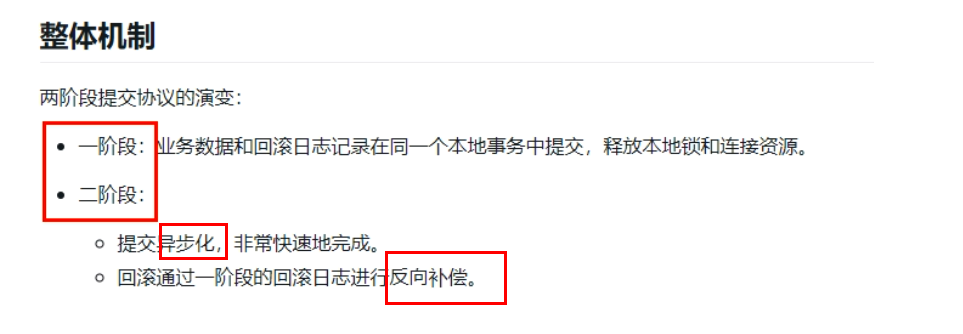 整体机制
两阶段提交协议的演变：
一阶段：业务数据和回滚日志记录在同一个本地事务中提交，释放本地锁和连接资源。
二阶段：
提交异步化，非常快速地完成。
回滚通过一阶段的回滚日志进行反向补偿。